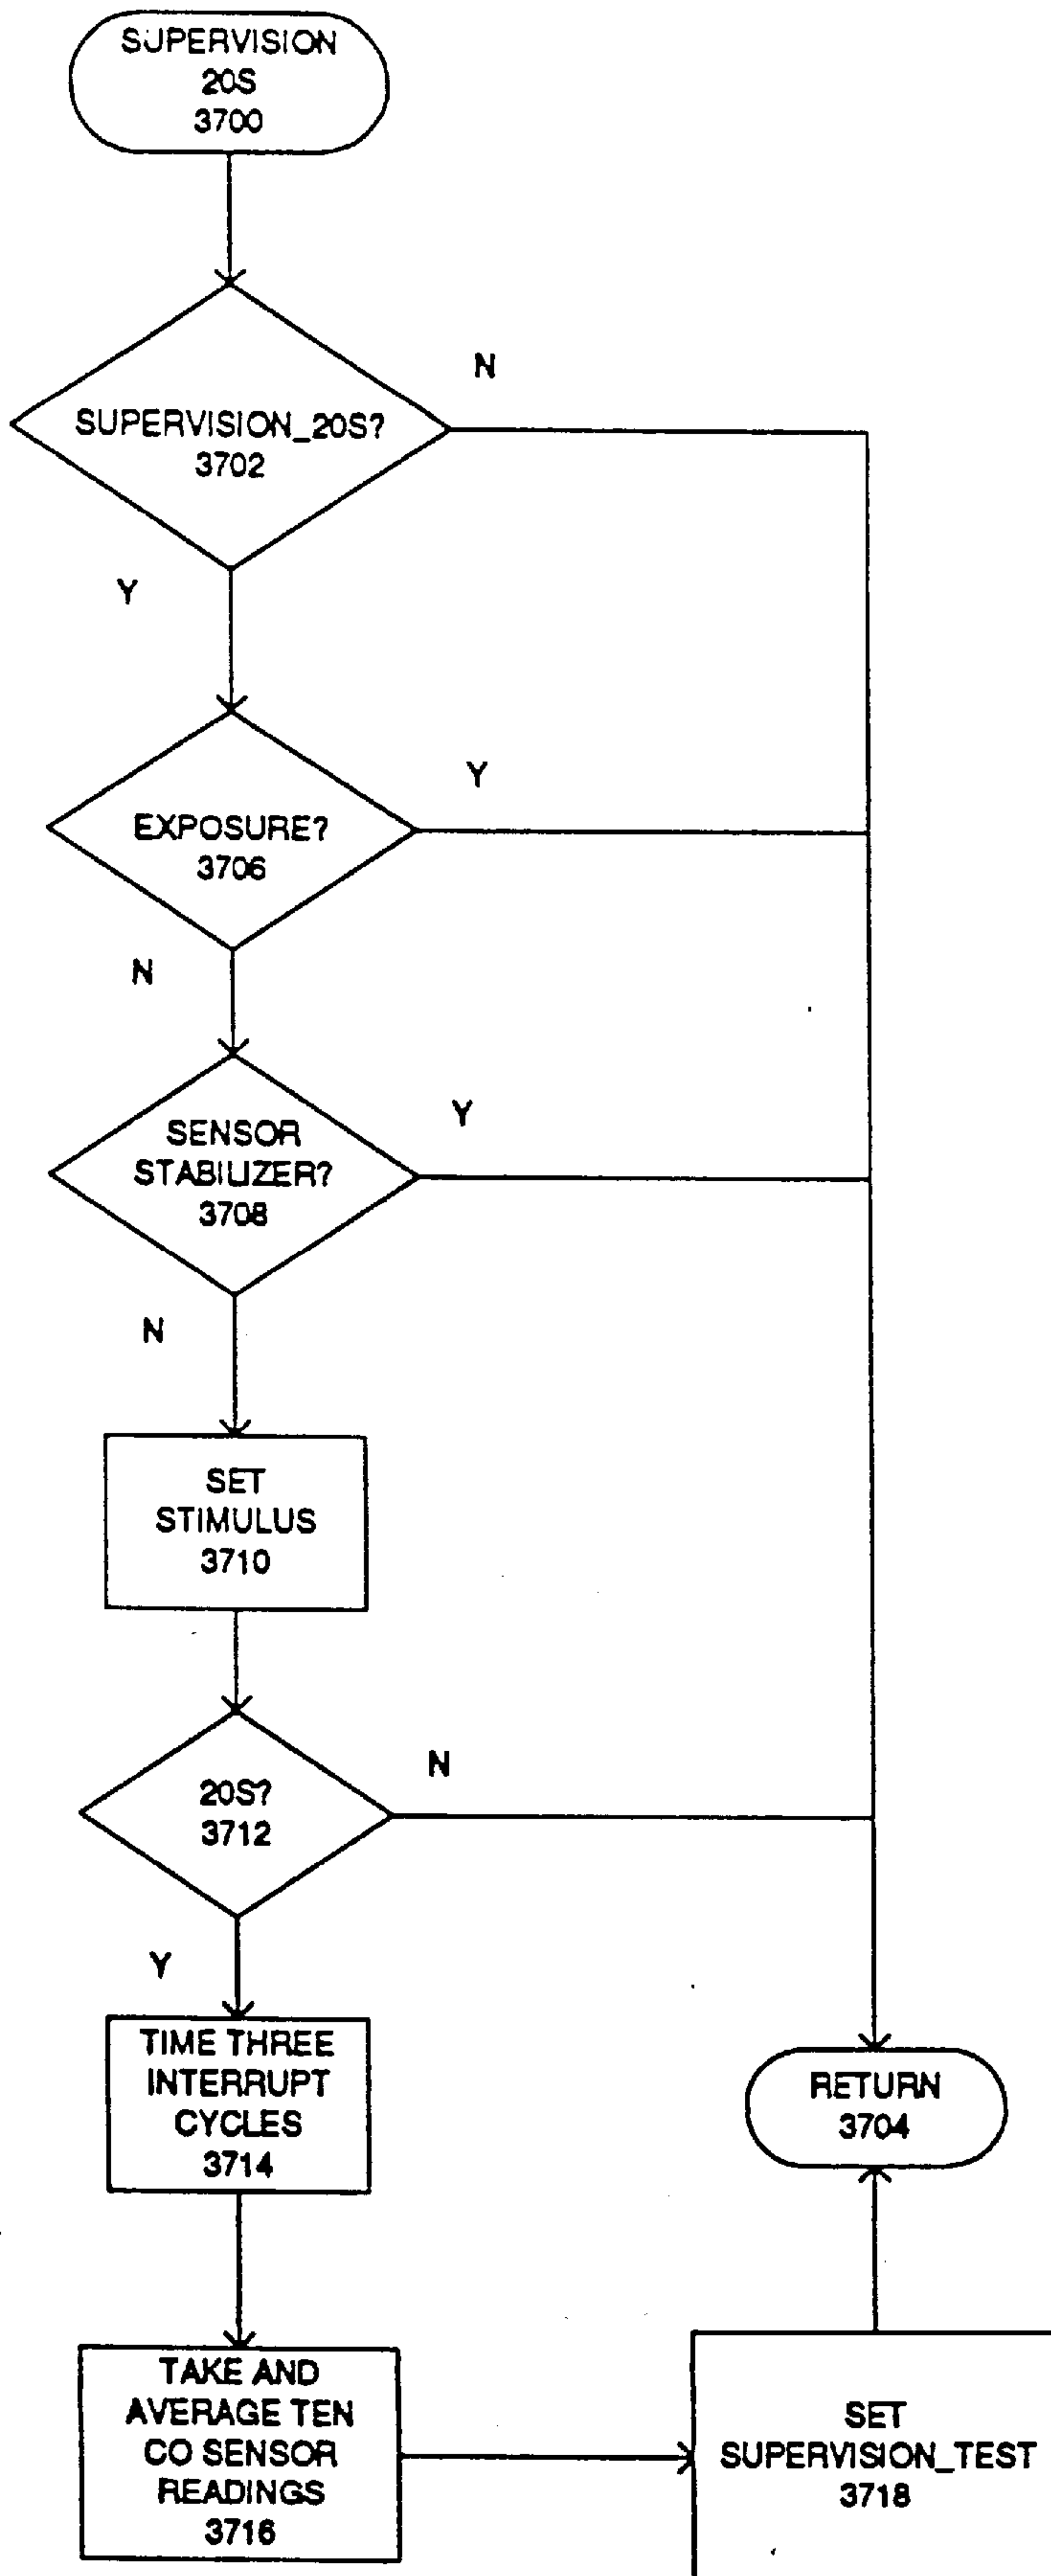 SUPERVISION
20S
3700
N
SUPERVISION_20S?
3702
Y
Y
EXPOSURE?
3706
N
Y
SENSOR
STABILIZER?
3708
N
SET
STIMULUS
3710
N
20S?
3712
Y
TIME THREE
INTERRUPT
CYCLES
3714
RETURN
3704
TAKE AND
AVERAGE TEN
CO SENSOR
READINGS
3716
SET
SUPERVISION_TEST
3718